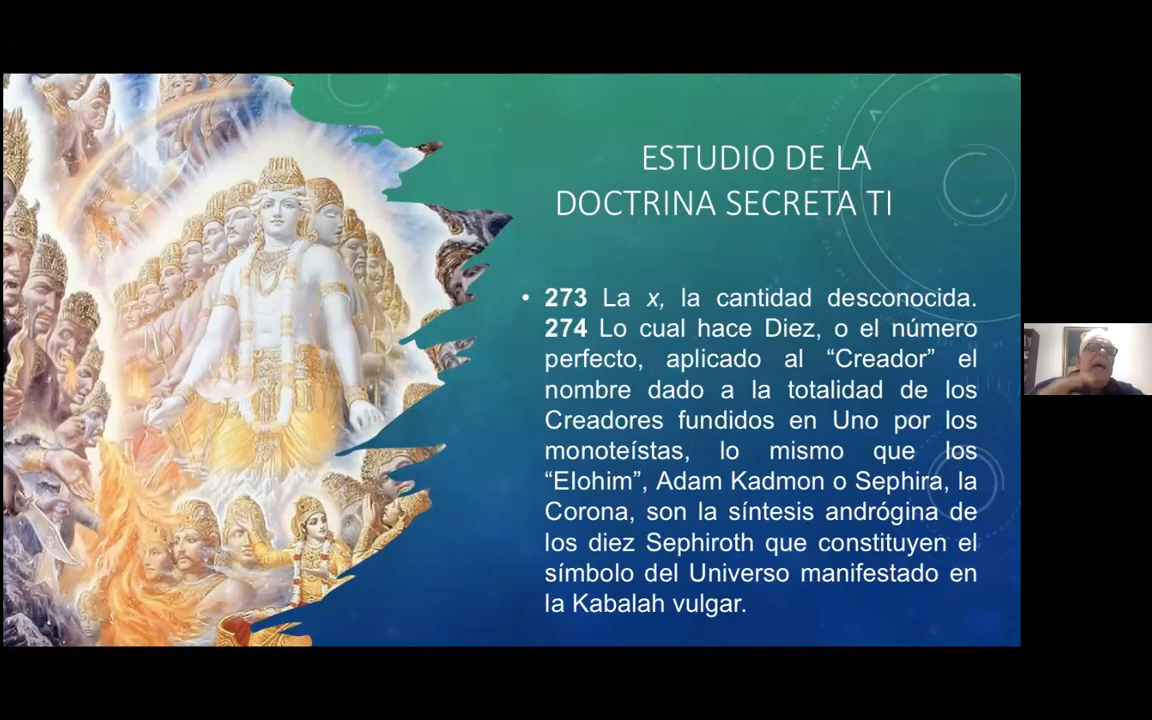 ESTUDIO DE LA
DOCTRINA SECRETA TI
• 273 La x, la cantidad desconocida.
274 Lo cual hace Diez, o el número
perfecto, aplicado al “Creador” el
nombre dado a la totalidad de los
Creadores fundidos en Uno por los
monoteístas, lo mismo que los
“Elohim”, Adam Kadmon o Sephira, la
Corona, son la síntesis andrógina de
los diez Sephiroth que constituyen el
símbolo del Universo manifestado en
la Kabalah vulgar.